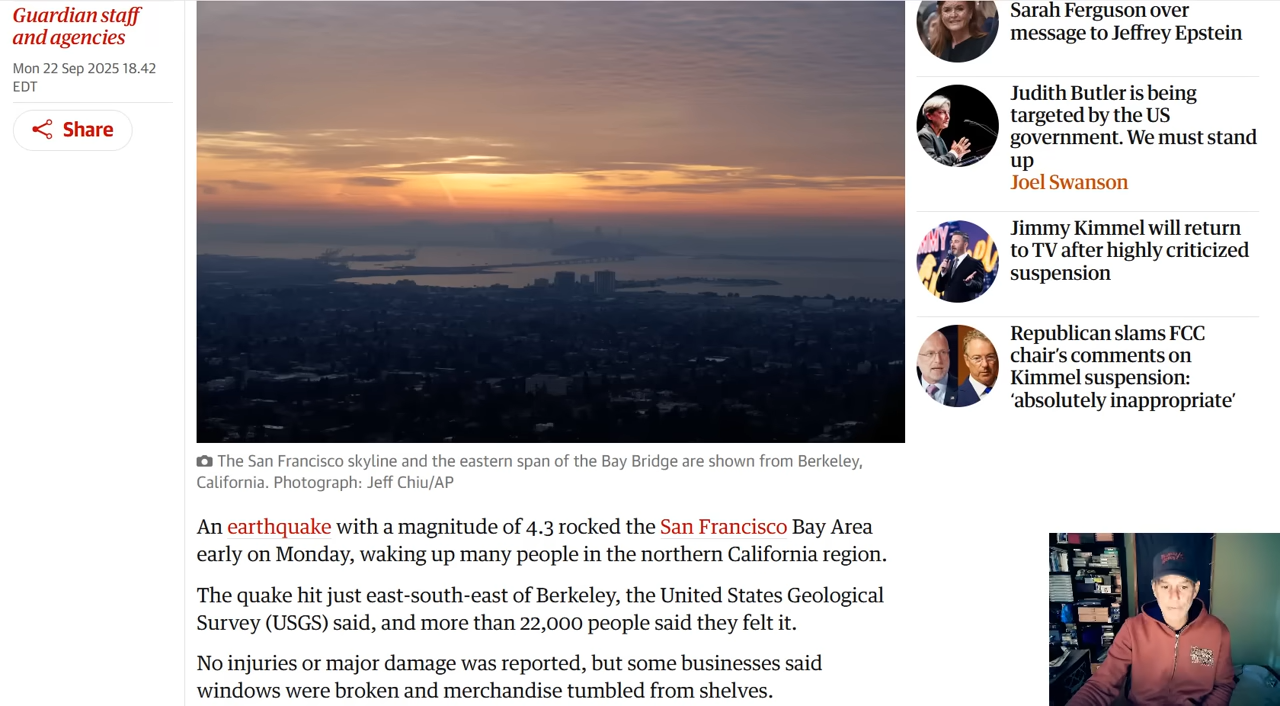 Guardian staff
and agencies
Mon 22 Sep 2025 18.42
EDT
Share
The San Francisco skyline and the eastern span of the Bay Bridge are shown from Berkeley,
California. Photograph: Jeff Chiu/AP
An earthquake with a magnitude of 4.3 rocked the San Francisco Bay Area
early on Monday, waking up many people in the northern California region.
The quake hit just east-south-east of Berkeley, the United States Geological
Survey (USGS) said, and more than 22,000 people said they felt it.
No injuries or major damage was reported, but some businesses said
windows were broken and merchandise tumbled from shelves.
Sarah Ferguson over
message to Jeffrey Epstein
Judith Butler is being
targeted by the US
government. We must stand
up
Joel Swanson
Jimmy Kimmel will return
to TV after highly criticized
suspension
Republican slams FCC
chair’s comments on
Kimmel suspension:
‘absolutely inappropriate’